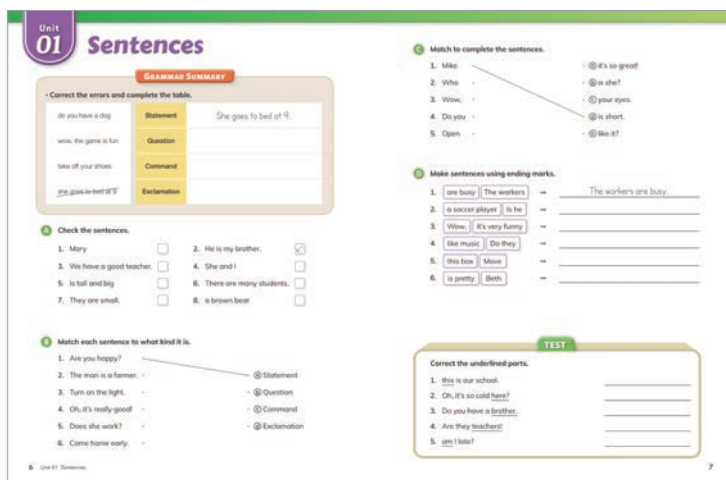 Unit
01
Sentences
GRAMMAR SUMMARY
• Correct the errors and complete the table.
do you have a dog
Statement
She goes to bed at 9.
wow, the game is fun
Question
take off your shoes
Command
she goes to bed at 9
Exclamation
A Check the sentences.
1. Mary
2. He is my brother.
3. We have a good teacher.
4. She and I
5. Is tall and big
6. There are many students.
7. They are small.
8. a brown bear
B Match each sentence to what kind it is.
1. Are you happy?
2. The man is a farmer. • • ⓐ Statement
3. Turn on the light. • • ⓑ Question
4. Oh, it's really good! • • ⓒ Command
5. Does she work? • • ⓓ Exclamation
6. Come home early. •
6 Unit 01 Sentences
C Match to complete the sentences.
1. Mike • ⓐ it's so great!
2. Who • • ⓑ is she?
3. Wow, • • ⓒ your eyes.
4. Do you • • ⓓ is short.
5. Open • • ⓔ like it?
D Make sentences using ending marks.
1. are busy The workers ➡ The workers are busy.
2. a soccer player Is he ➡
3. Wow, it's very funny ➡
4. like music Do they ➡
5. this box Move ➡
6. is pretty Beth ➡
TEST
Correct the underlined parts.
1. this is our school.
2. Oh, it's so cold here?
3. Do you have a brother.
4. Are they teachers!
5. am I late?
7